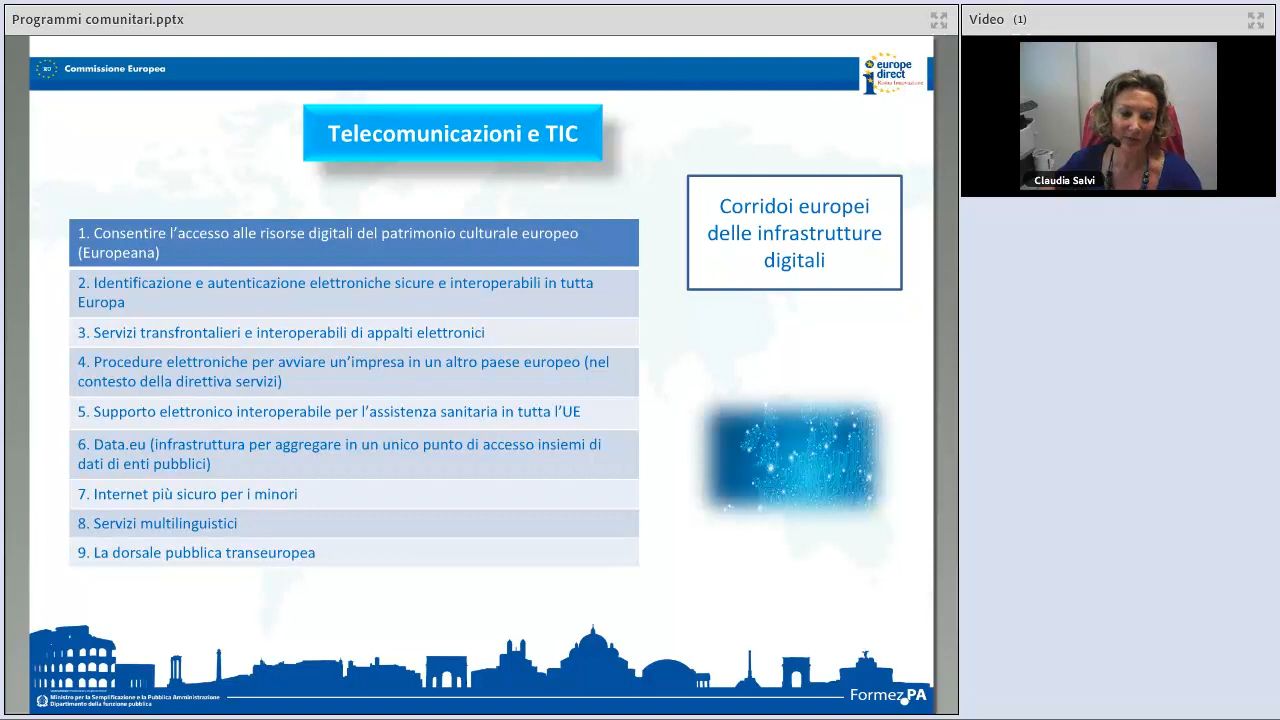 Programmi comunitari.pptx
Video (1)
Commissione Europea
europe
direct
Roma Innovazione
Telecomunicazioni e TIC
Claudia Salvi
Corridoi europei
delle infrastrutture
digitali
1. Consentire l’accesso alle risorse digitali del patrimonio culturale europeo
(Europeana)
2. Identificazione e autenticazione elettroniche sicure e interoperabili in tutta
Europa
3. Servizi transfrontalieri e interoperabili di appalti elettronici
4. Procedure elettroniche per avviare un’impresa in un altro paese europeo (nel
contesto della direttiva servizi)
5. Supporto elettronico interoperabile per l’assistenza sanitaria in tutta l’UE
6. Data.eu (infrastruttura per aggregare in un unico punto di accesso insiemi di
dati di enti pubblici)
7. Internet più sicuro per i minori
8. Servizi multilinguistici
9. La dorsale pubblica transeuropea
Ministro per la Semplificazione e la Pubblica Amministrazione
Dipartimento della funzione pubblica
Formez PA